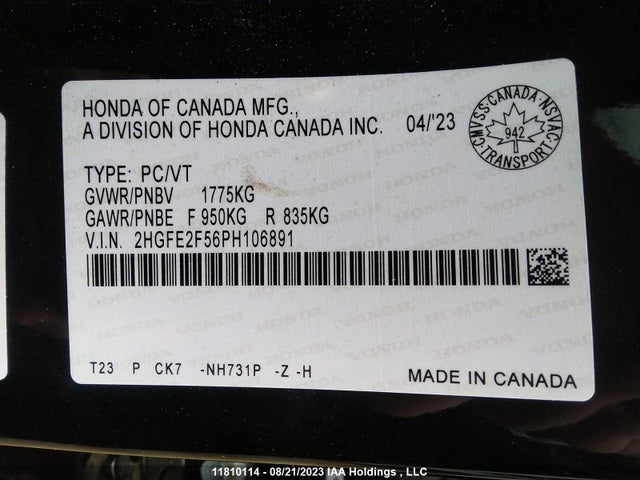 HONDA OF CANADA MFG.,
A DIVISION OF HONDA CANADA INC. 04/'23
CMVSS·CANADA·NSVAC
942
TRANSPORT
TYPE: PC/VT
GVWR/PNBV 1775KG
GAWR/PNBE F 950KG R 835KG
V.I.N. 2HGFE2F56PH106891
T23 P CK7 -NH731P -Z -H
MADE IN CANADA
11810114 - 08/21/2023 IAA Holdings , LLC